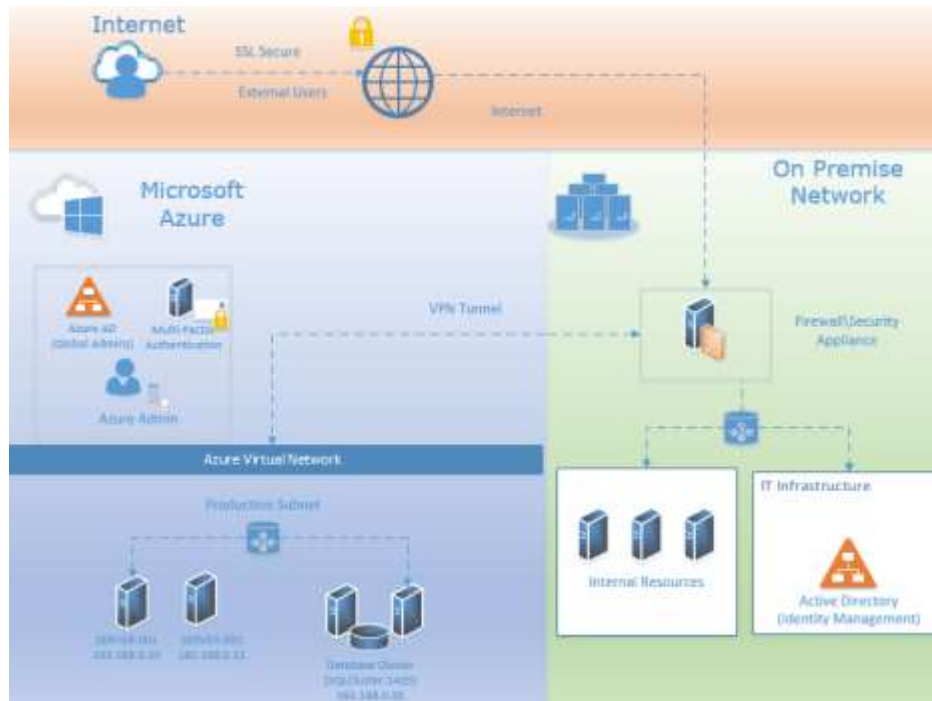 Internet
SSL Secure
External Users
Internet
Microsoft
Azure
On Premise
Network
Azure AD
(Global Admins)
Multi-Factor
Authentication
Azure Admin
VPN Tunnel
Firewall\Security
Appliance
Azure Virtual Network
Production Subnet
Database Cluster
Internal Resources
IT Infrastructure
Active Directory
(Identity Management)